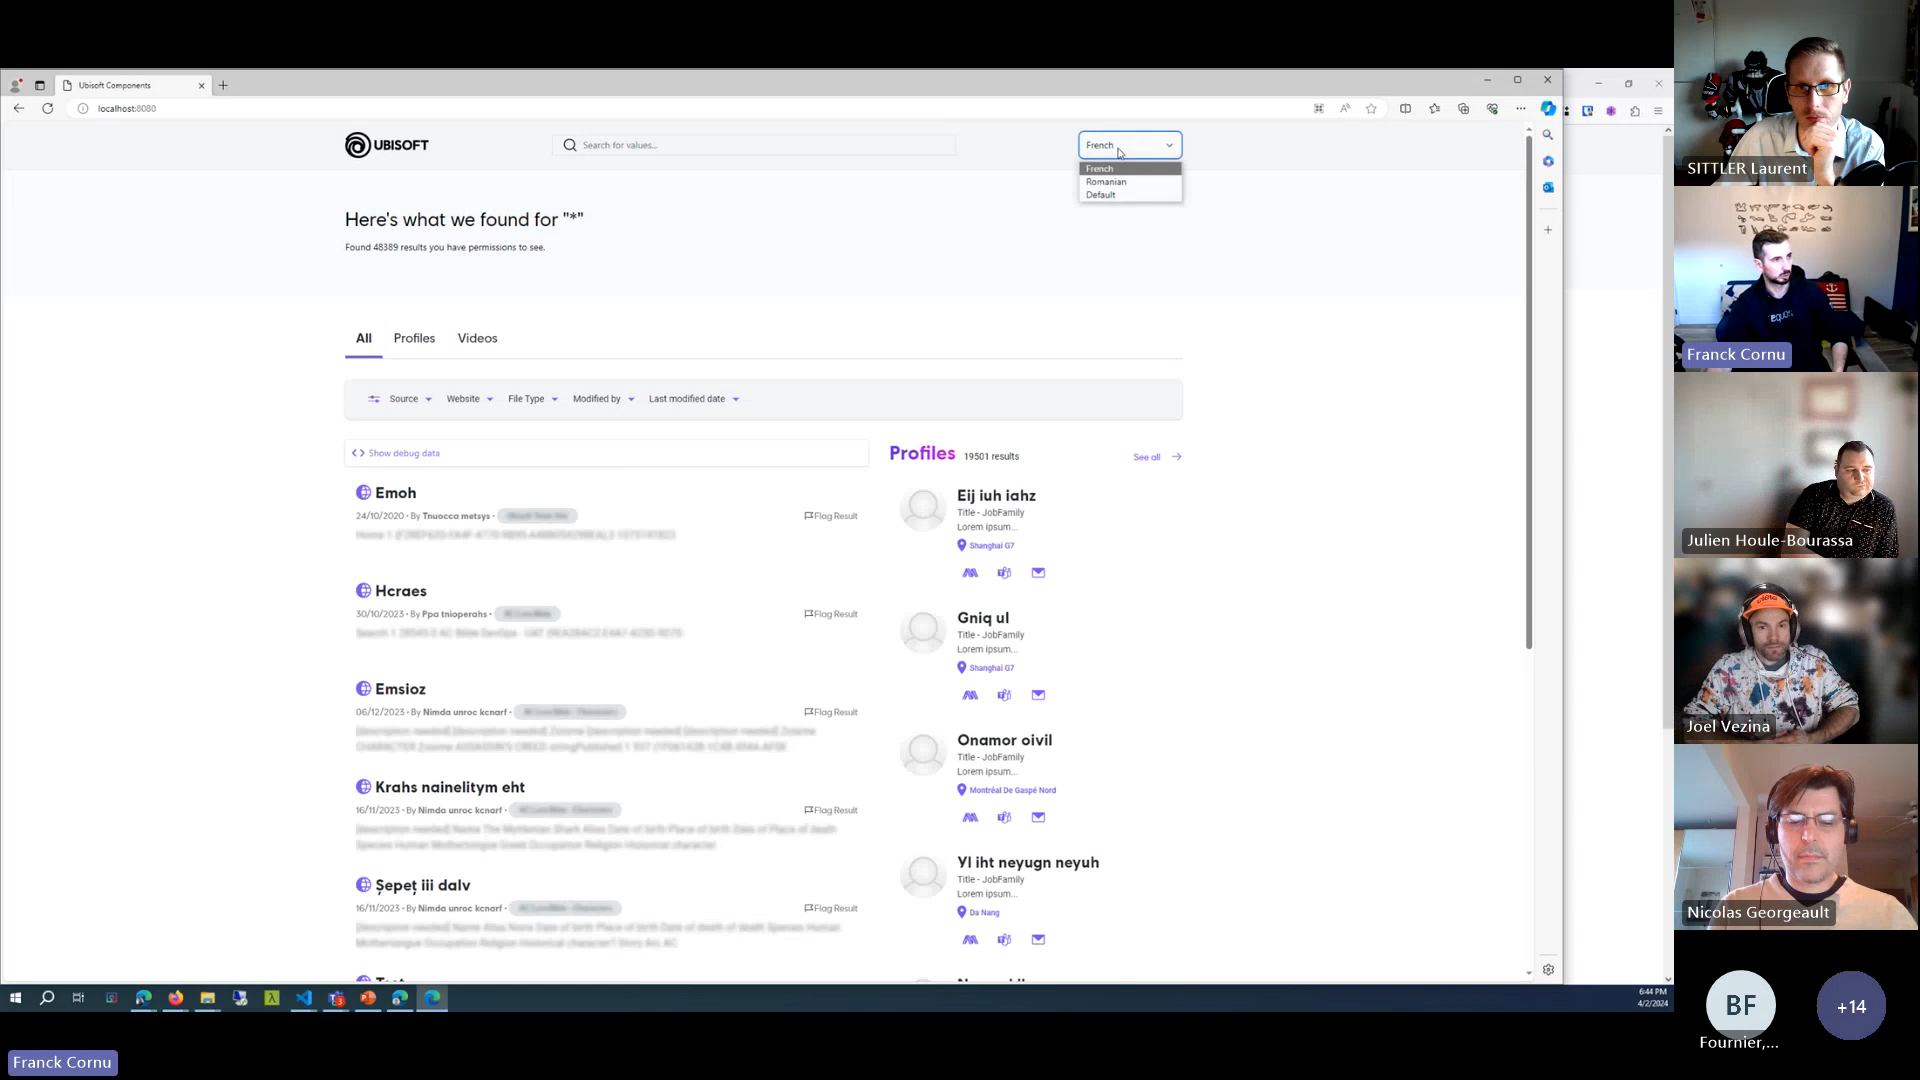 Ubisoft Components
localhost:8080
UBISOFT
Search for values...
French
French
Romanian
Default
Here's what we found for "*"
Found 48389 results you have permissions to see.
All
Profiles
Videos
Source
Website
File Type
Modified by
Last modified date
Show debug data
Emoh
24/10/2020 · By Tnuocca metsys ·
Flag Result
Hcraes
30/10/2023 · By Ppa tnioperahs ·
Flag Result
Emsioz
06/12/2023 · By Nimda unroc kcnarf ·
Flag Result
Krahs nainelitym eht
16/11/2023 · By Nimda unroc kcnarf ·
Flag Result
Șepeț iii dalv
16/11/2023 · By Nimda unroc kcnarf ·
Flag Result
Profiles 19501 results
See all
Eij iuh iahz
Title - JobFamily
Lorem ipsum...
Shanghai G7
Gniq ul
Title - JobFamily
Lorem ipsum...
Shanghai G7
Onamor oivil
Title - JobFamily
Lorem ipsum...
Montréal De Gaspé Nord
Yl iht neyugn neyuh
Title - JobFamily
Lorem ipsum...
Da Nang
6:44 PM
4/2/2024
SITTLER Laurent
Franck Cornu
Julien Houle-Bourassa
Joel Vezina
Nicolas Georgeault
BF
Fournier,...
+14
Franck Cornu